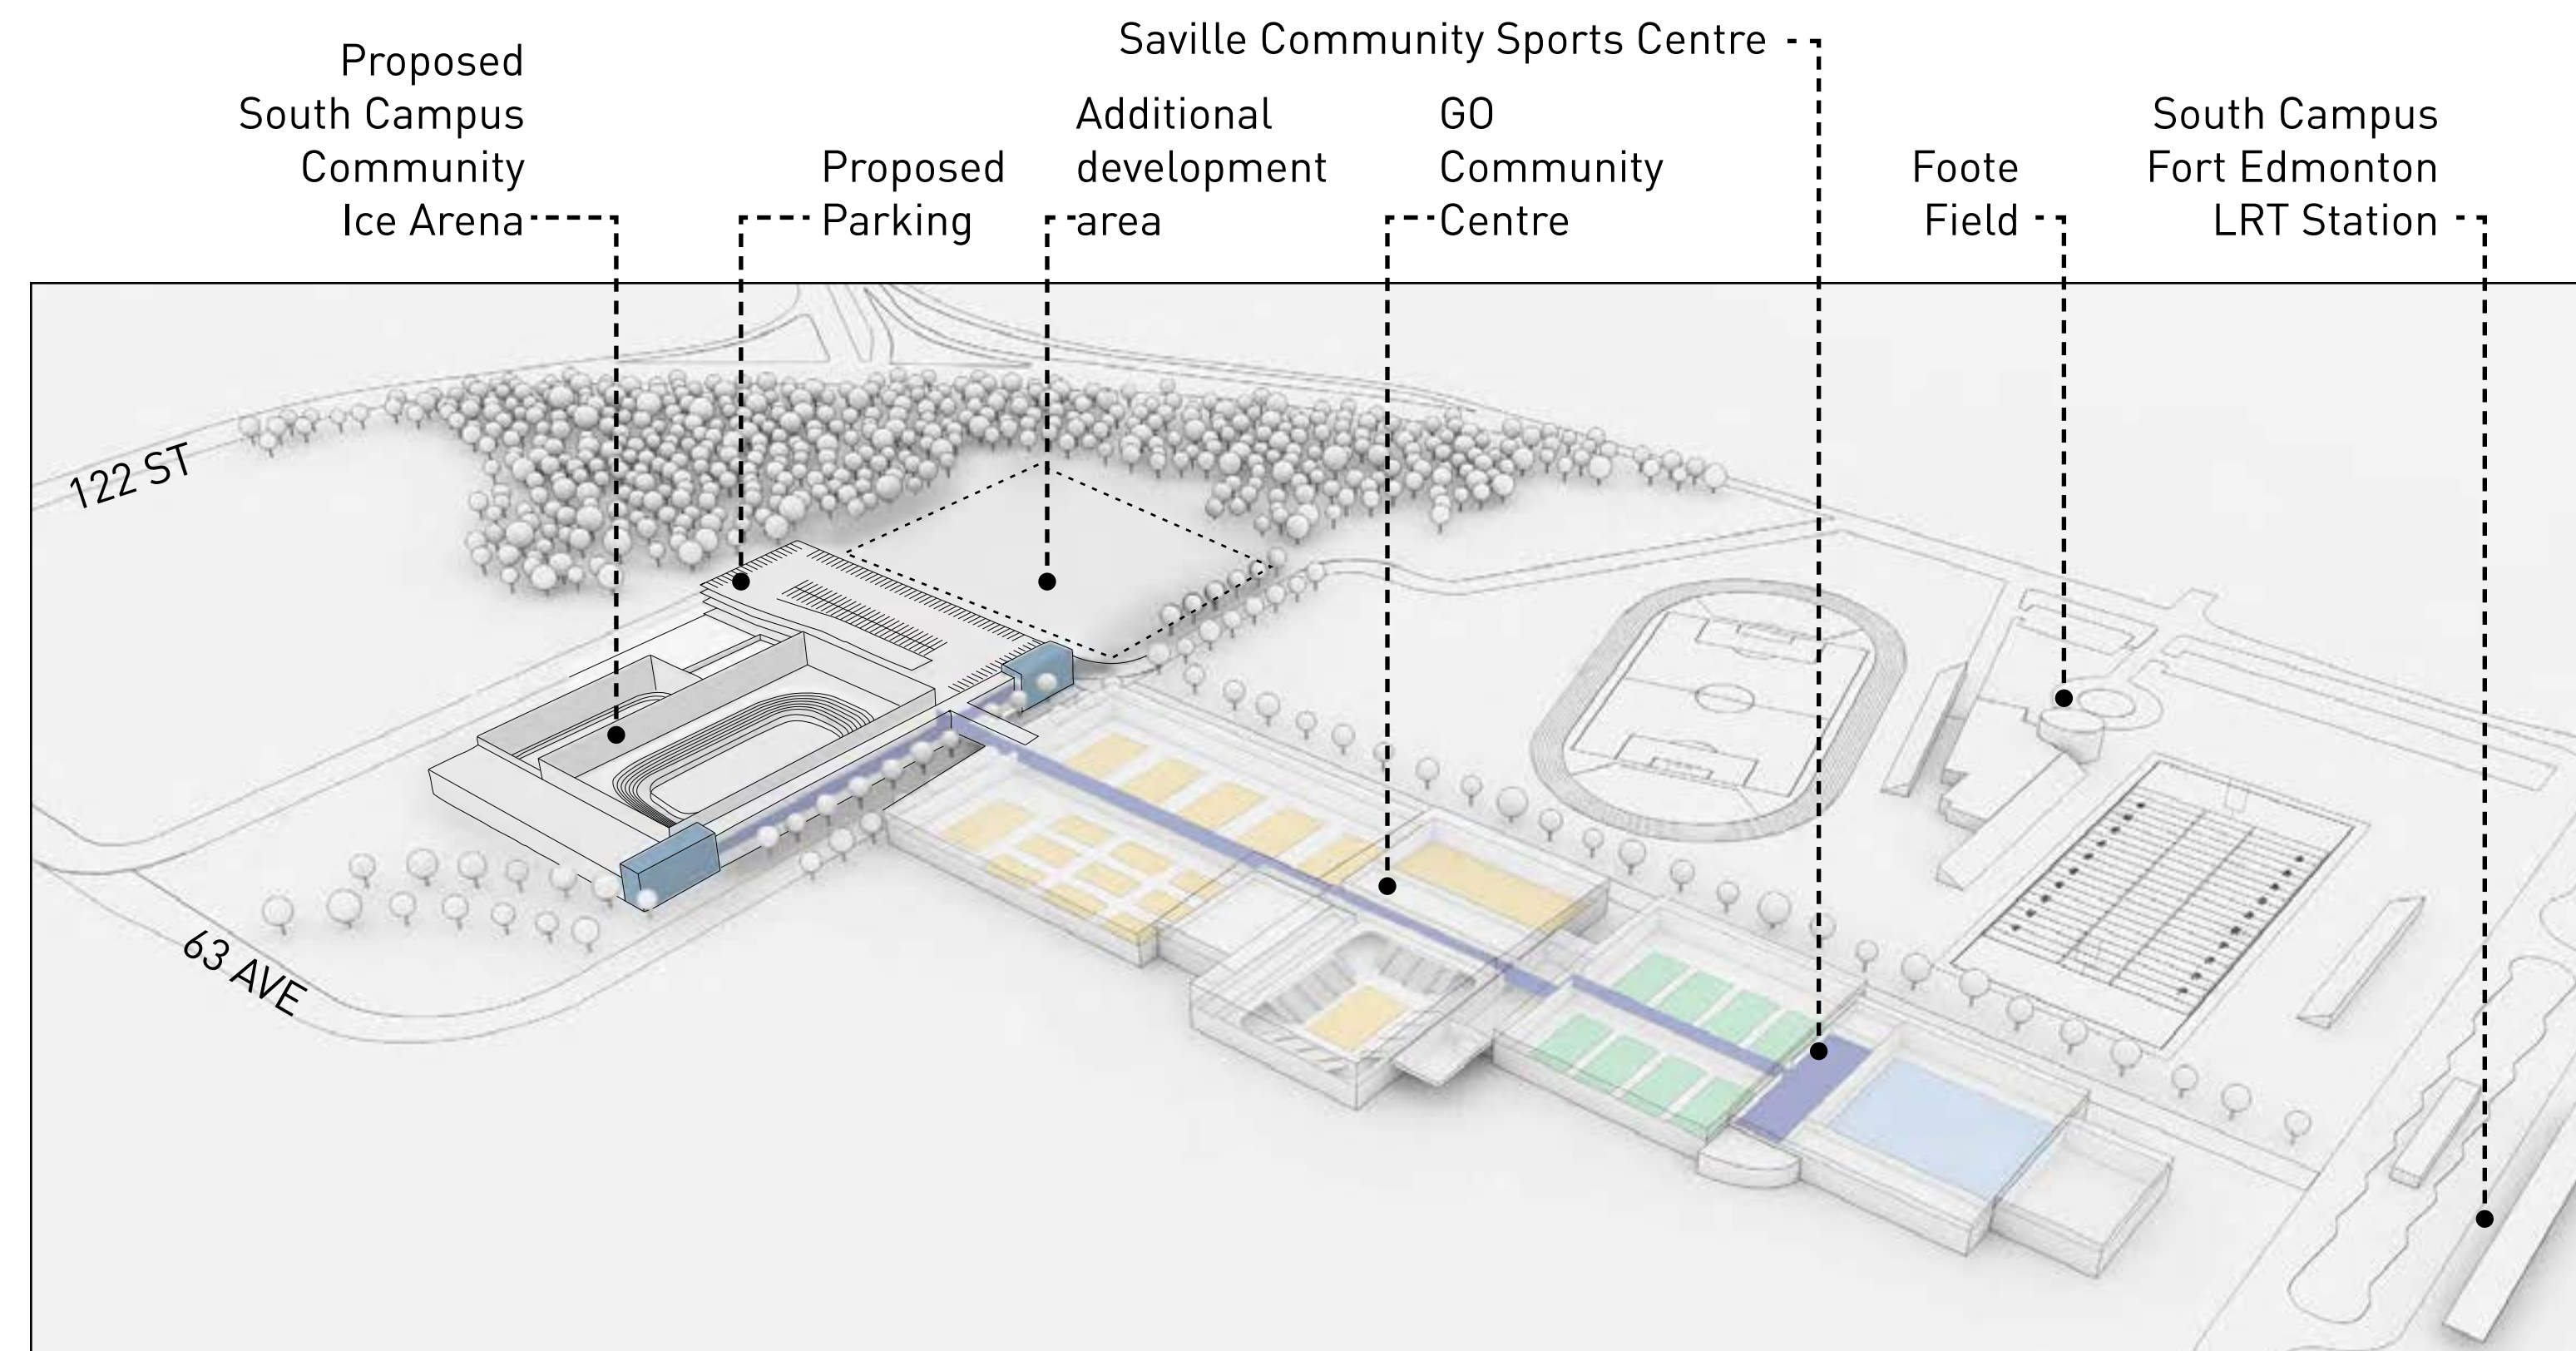 Saville Community Sports Centre
Proposed
South Campus
Community
Ice Arena
Proposed
Parking
Additional
development
area
GO
Community
Centre
Foote
Field
South Campus
Fort Edmonton
LRT Station
122 ST
63 AVE